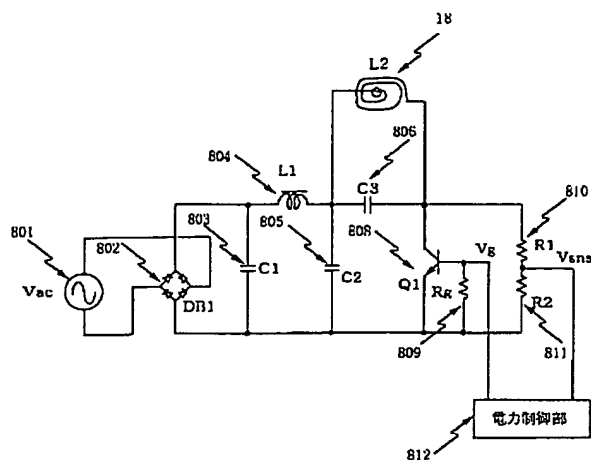 18
L2
806
804
L1
C3
810
803
805
808
R1
801
802
Vg
Vsns
C1
C2
Q1
Rg
R2
Vac
DB1
809
811
電力制御部
812